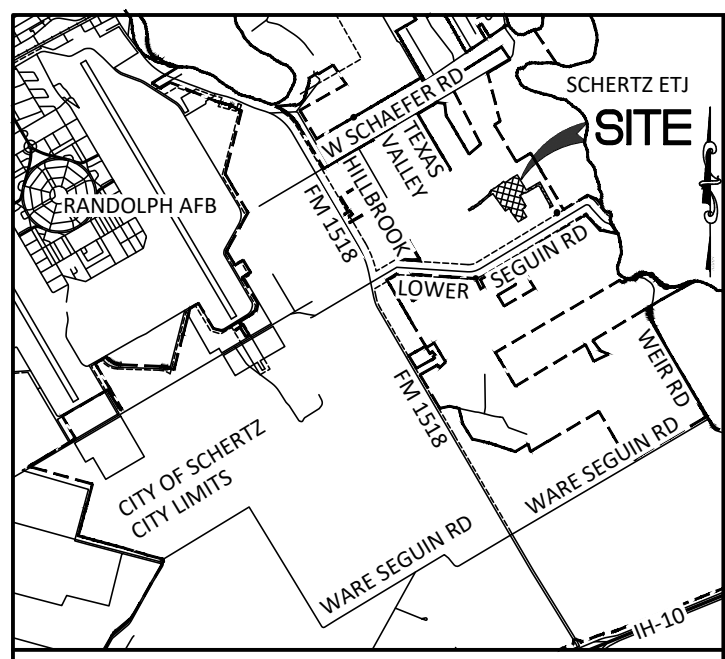 SCHERTZ ETJ
SITE
W SCHAEFER RD
TEXAS
VALLEY
HILLBROOK
RANDOLPH AFB
FM 1518
SEGUIN RD
LOWER
FM 1518
WEIR RD
CITY OF SCHERTZ
CITY LIMITS
WARE SEGUIN RD
WARE SEGUIN RD
IH-10